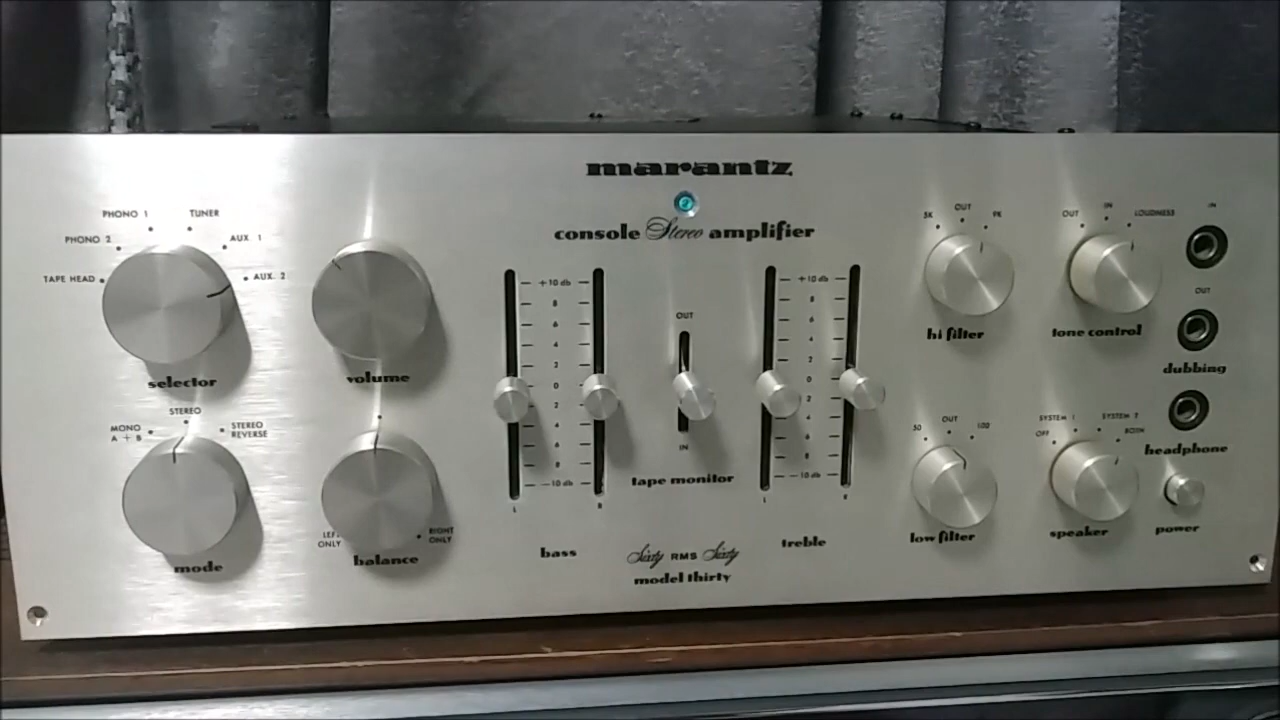 marantz
console Stereo amplifier
PHONO 1
TUNER
PHONO 2
AUX. 1
TAPE HEAD
AUX. 2
selector
volume
MONO
A + B
STEREO
STEREO
REVERSE
mode
LEFT
ONLY
RIGHT
ONLY
balance
+10 db
8
6
4
2
0
2
4
6
8
-10 db
L
R
bass
OUT
IN
tape monitor
Sixty RMS Sixty
model thirty
+10 db
8
6
4
2
0
2
4
6
8
-10 db
L
R
treble
5K
OUT
9K
hi filter
OUT
IN
LOUDNESS
tone control
IN
OUT
dubbing
50
OUT
100
low filter
OFF
SYSTEM 1
SYSTEM 2
BOTH
speaker
headphone
power